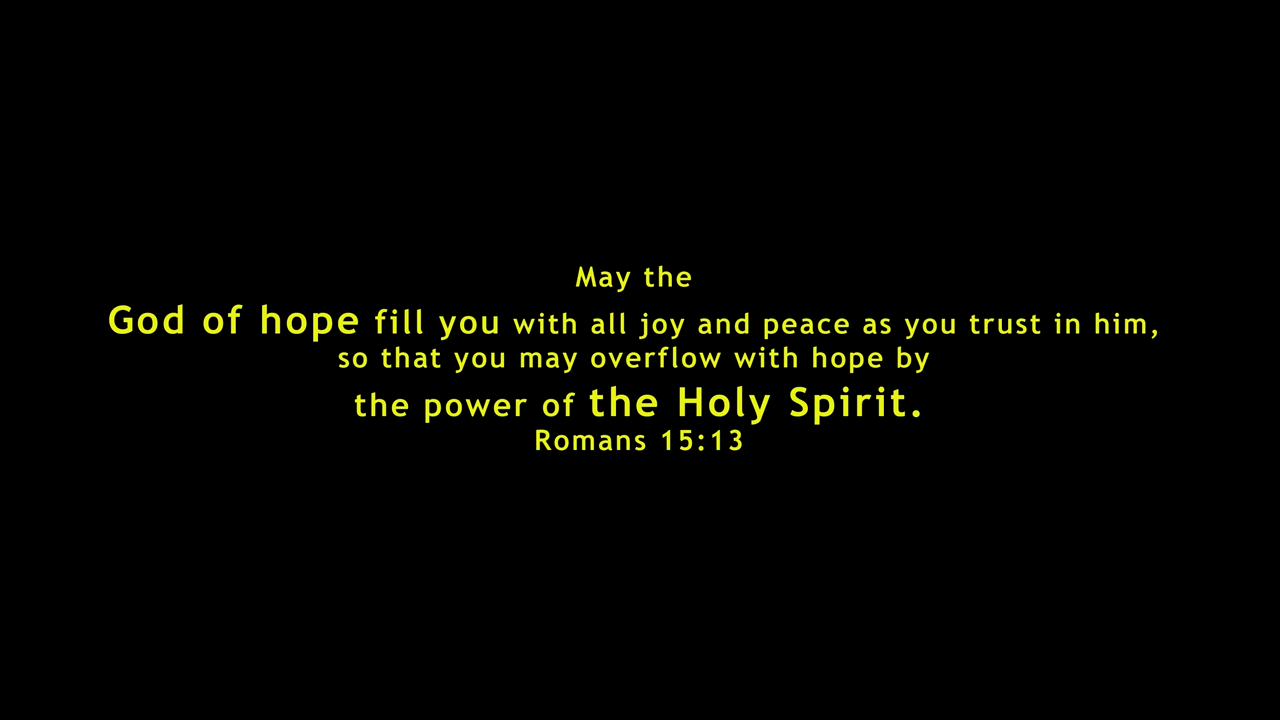 May the
God of hope fill you with all joy and peace as you trust in him,
so that you may overflow with hope by
the power of the Holy Spirit.
Romans 15:13